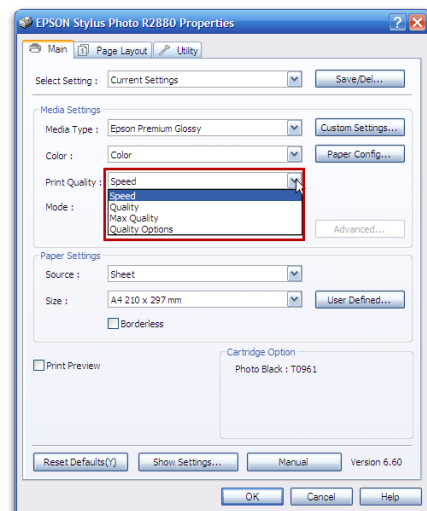 EPSON Stylus Photo R2880 Properties
Main Page Layout Utility
Select Setting : Current Settings Save/Del...
Media Settings
Media Type : Epson Premium Glossy Custom Settings...
Color : Color Paper Config...
Print Quality : Speed
Speed
Quality
Mode :
Max Quality
Quality Options Advanced...
Paper Settings
Source : Sheet
Size : A4 210 x 297 mm User Defined...
Borderless
Print Preview
Cartridge Option
Photo Black : T0961
Reset Defaults(Y) Show Settings... Manual Version 6.60
OK Cancel Help